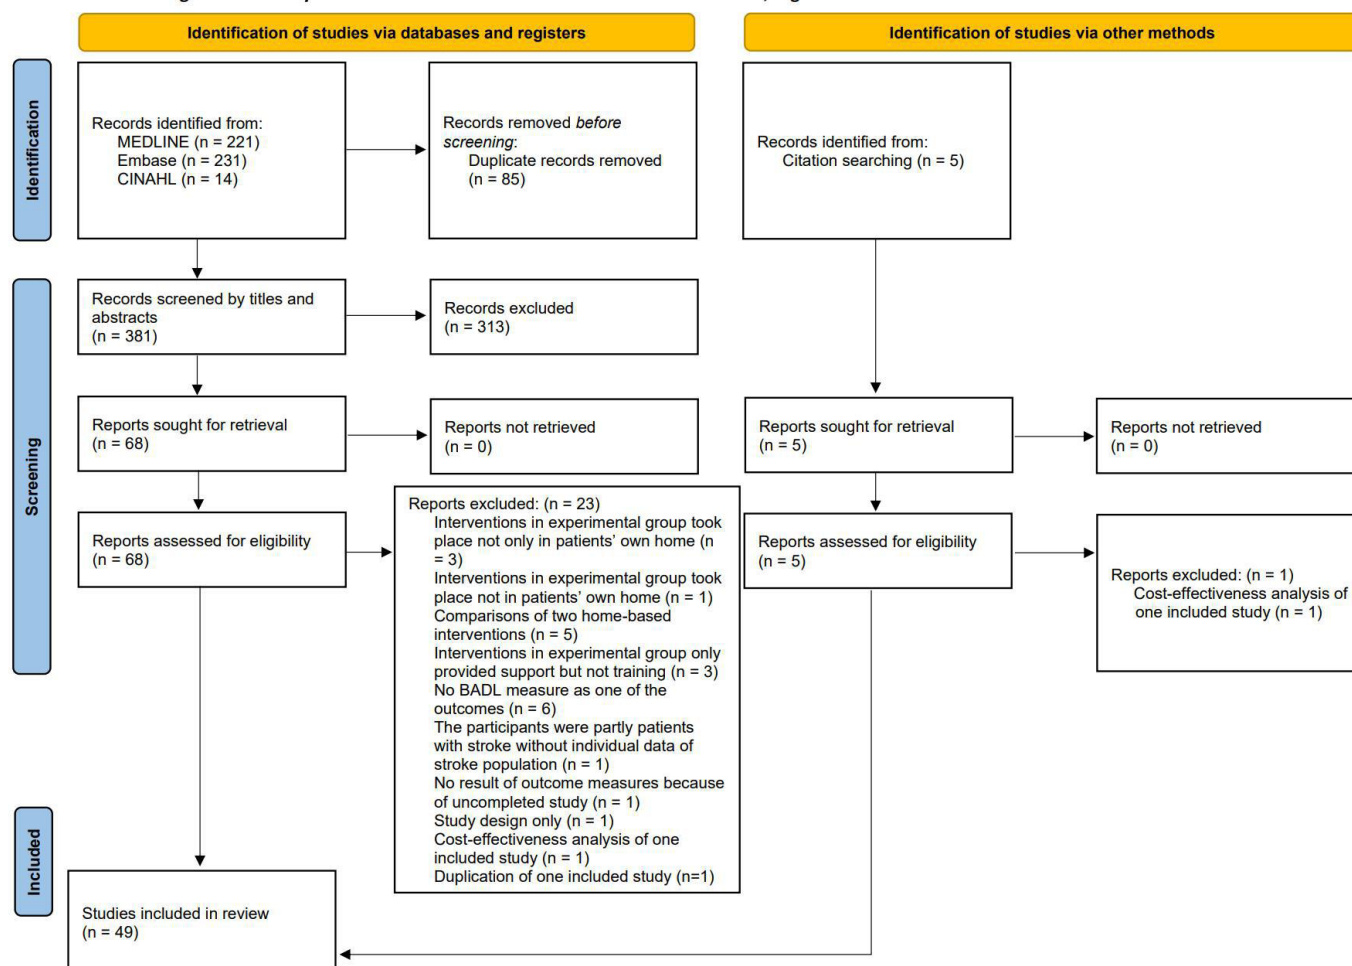 Identification of studies via databases and registers
Identification of studies via other methods
Identification
Records identified from:
MEDLINE (n = 221)
Embase (n = 231)
CINAHL (n = 14)
Records removed before
screening:
Duplicate records removed
(n = 85)
Records identified from:
Citation searching (n = 5)
Screening
Records screened by titles and
abstracts
(n = 381)
Records excluded
(n = 313)
Reports sought for retrieval
(n = 68)
Reports not retrieved
(n = 0)
Reports sought for retrieval
(n = 5)
Reports not retrieved
(n = 0)
Reports assessed for eligibility
(n = 68)
Reports excluded: (n = 23)
Interventions in experimental group took
place not only in patients’ own home (n
= 3)
Interventions in experimental group took
place not in patients’ own home (n = 1)
Comparisons of two home-based
interventions (n = 5)
Interventions in experimental group only
provided support but not training (n = 3)
No BADL measure as one of the
outcomes (n = 6)
The participants were partly patients
with stroke without individual data of
stroke population (n = 1)
No result of outcome measures because
of uncompleted study (n = 1)
Study design only (n = 1)
Cost-effectiveness analysis of one
included study (n = 1)
Duplication of one included study (n=1)
Reports assessed for eligibility
(n = 5)
Reports excluded: (n = 1)
Cost-effectiveness analysis of
one included study (n = 1)
Included
Studies included in review
(n = 49)